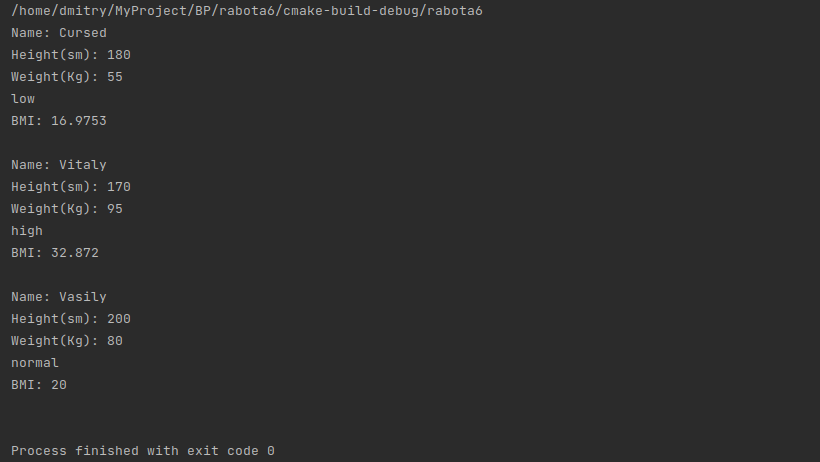 /home/dmitry/MyProject/BP/rabota6/cmake-build-debug/rabota6
Name: Cursed
Height(sm): 180
Weight(Kg): 55
low
BMI: 16.9753
Name: Vitaly
Height(sm): 170
Weight(Kg): 95
high
BMI: 32.872
Name: Vasily
Height(sm): 200
Weight(Kg): 80
normal
BMI: 20
Process finished with exit code 0